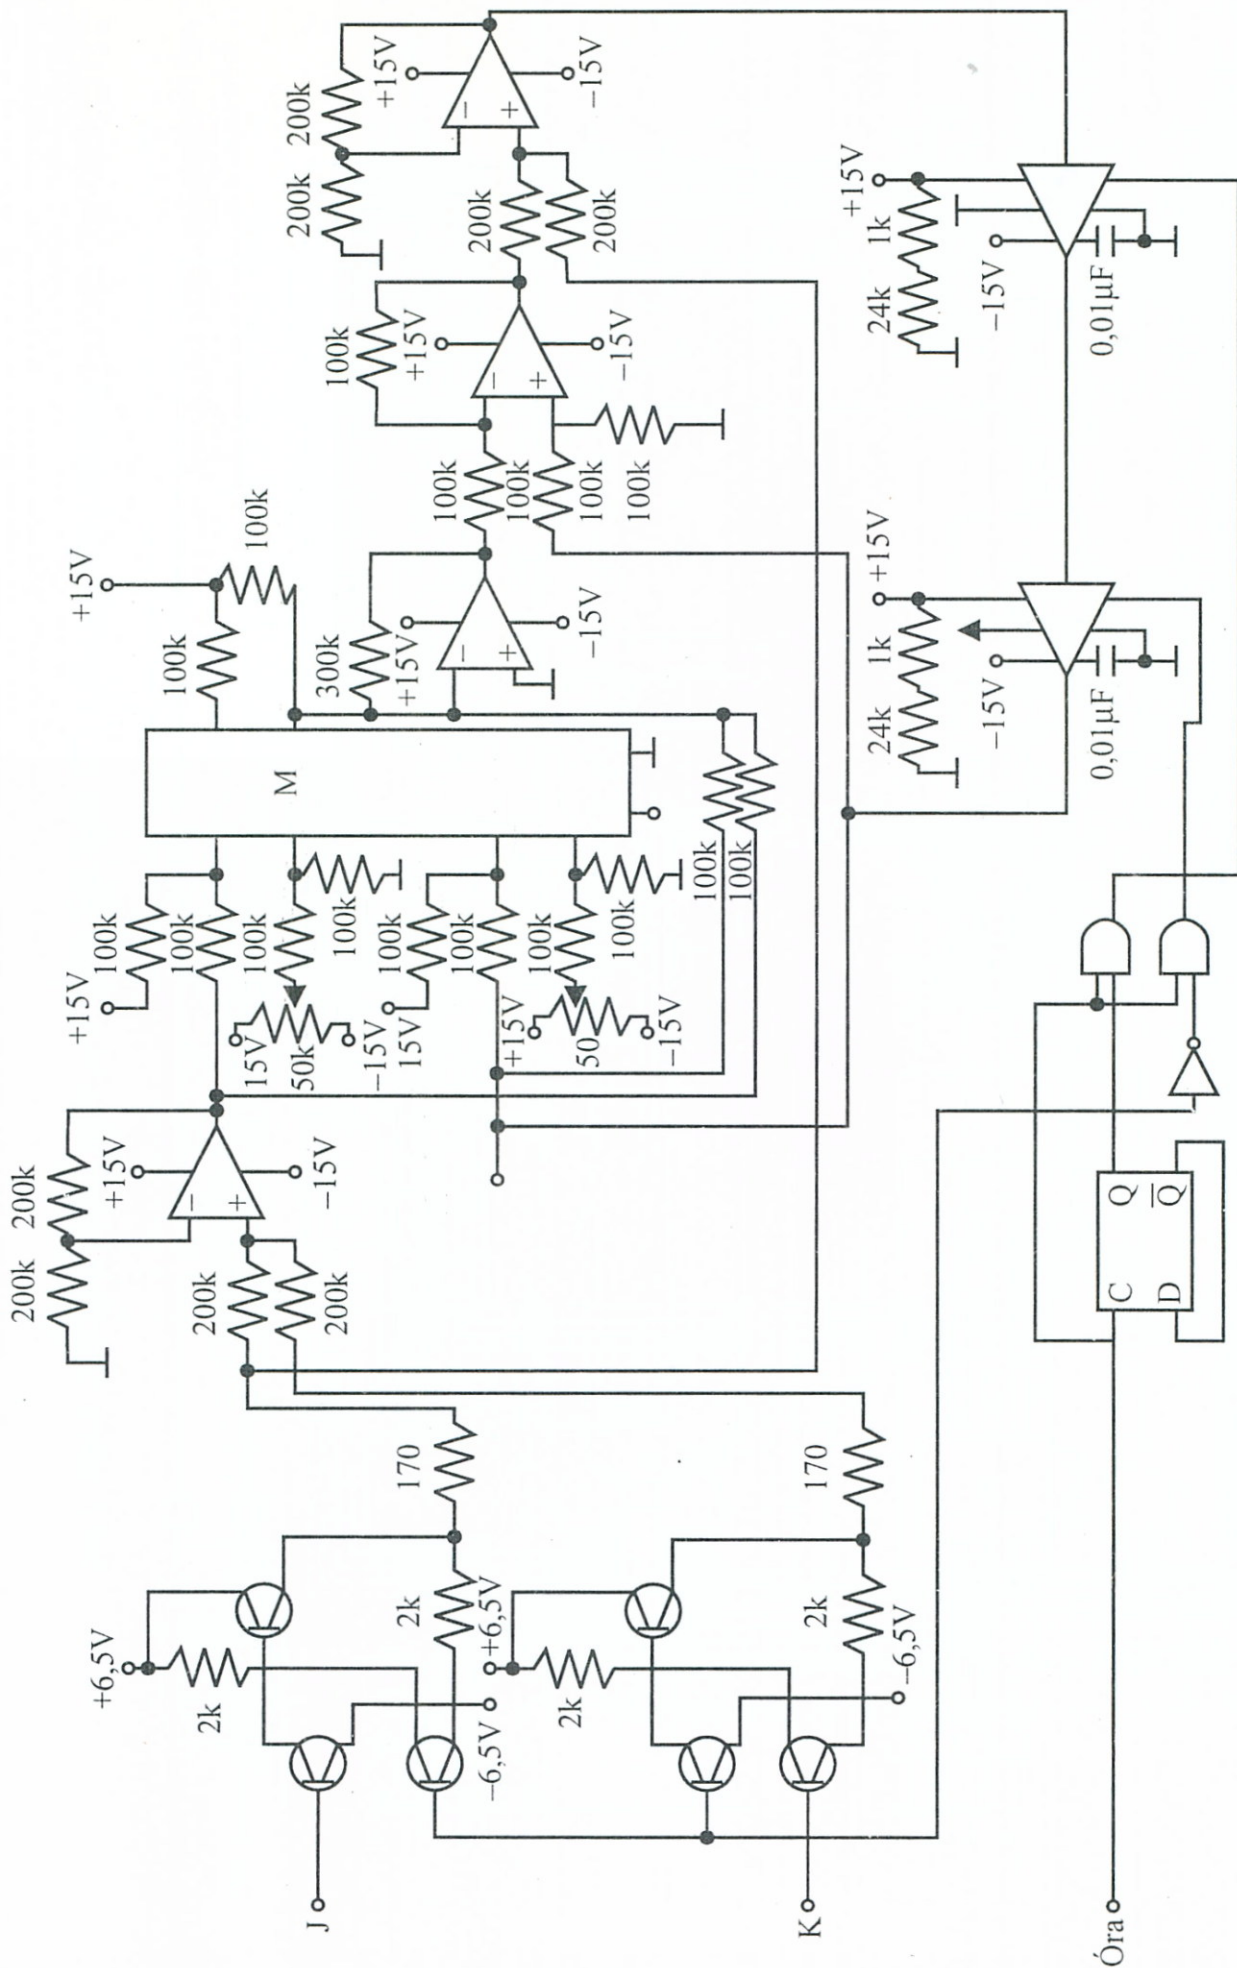 J
K
Óra
+6,5V
2k
2k
–6,5V
170
+6,5V
2k
2k
–6,5V
170
200k
200k
+15V
–
+
–15V
200k
200k
C
Q
D
Q
+15V
100k
100k
100k
100k
15V
50k
–15V
15V
100k
100k
100k
100k
+15V
50
–15V
M
100k
100k
+15V
100k
100k
300k
+15V
–
+
–15V
100k
100k
100k
100k
100k
+15V
–
+
–15V
200k
200k
200k
200k
+15V
–
+
–15V
24k
1k
+15V
–15V
0,01µF
24k
1k
+15V
–15V
0,01µF